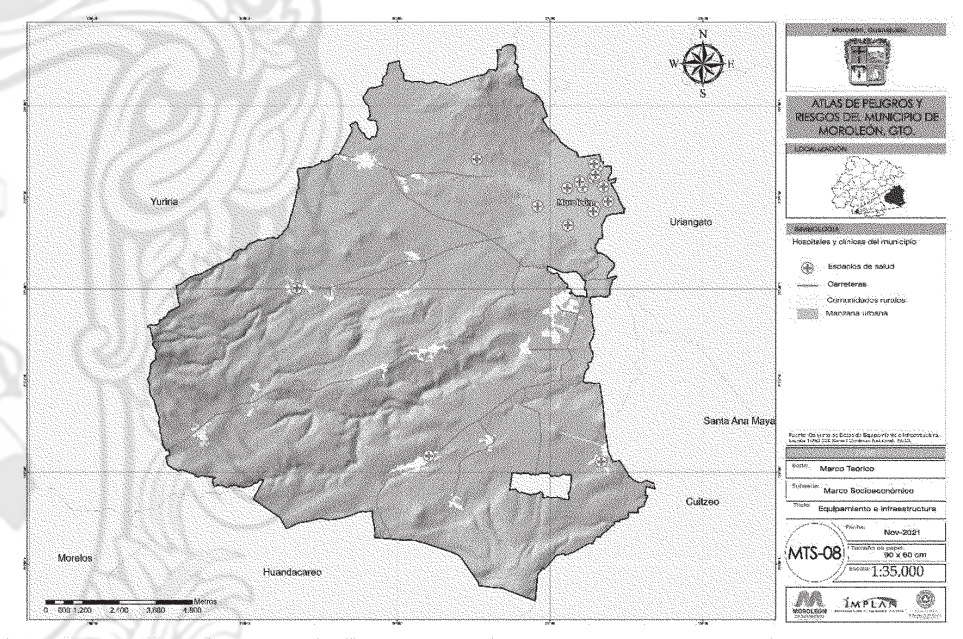 N
W
E
S
Yuriria
Moroleón
Uriangato
Santa Ana Maya
Cuitzeo
Morelos
Huandacareo
Metros
0 600 1,200 2,400 3,600 4,800
Moroleón, Guanajuato
ATLAS DE PELIGROS Y
RIESGOS DEL MUNICIPIO DE
MOROLEÓN, GTO.
LOCALIZACIÓN
SIMBOLOGÍA
Hospitales y clínicas del municipio
Espacios de salud
Carreteras
Comunidades rurales
Manzana urbana
Marco Teórico
Marco Socioeconómico
Título:
Equipamiento e infraestructura
MTS-08
Fecha:
Nov-2021
Tamaño de papel:
90 x 60 cm
Escala:
1:35,000
MOROLEÓN
IMPLAN